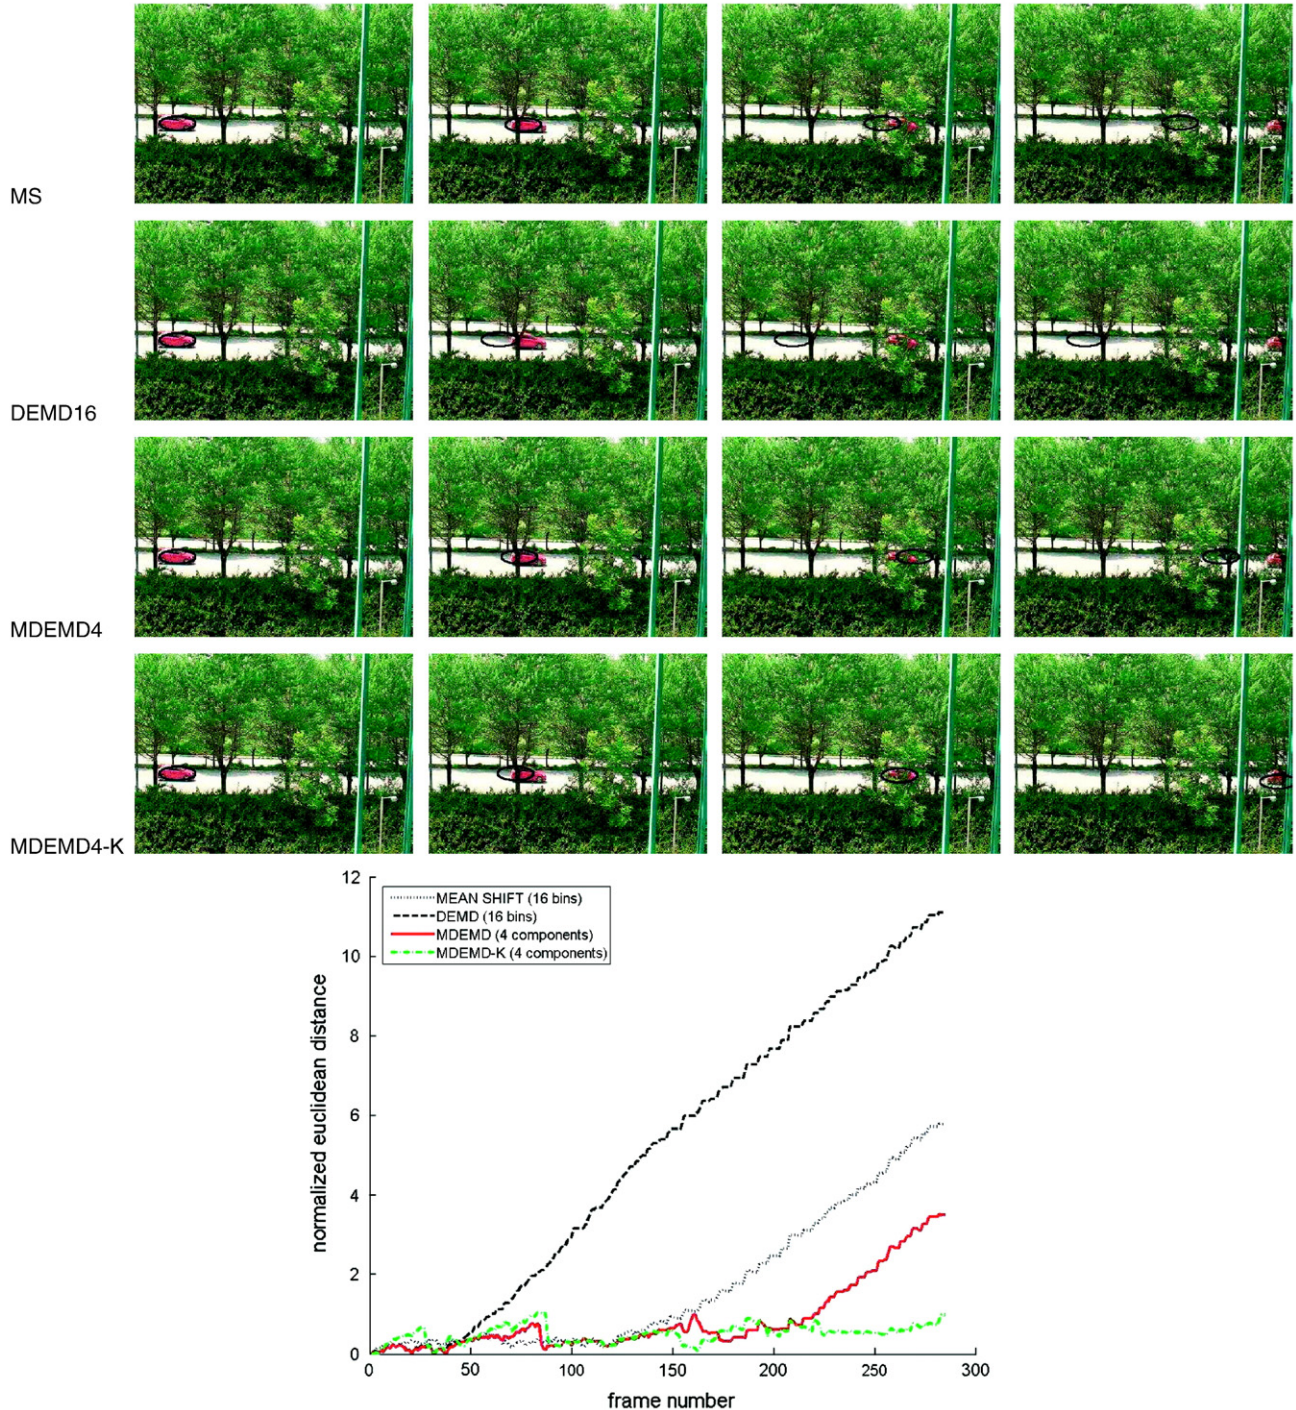 MS
DEMD16
MDEMD4
MDEMD4-K
12
10
8
6
4
2
0
normalized euclidean distance
MEAN SHIFT (16 bins)
DEMD (16 bins)
MDEMD (4 components)
MDEMD-K (4 components)
0 50 100 150 200 250 300
frame number